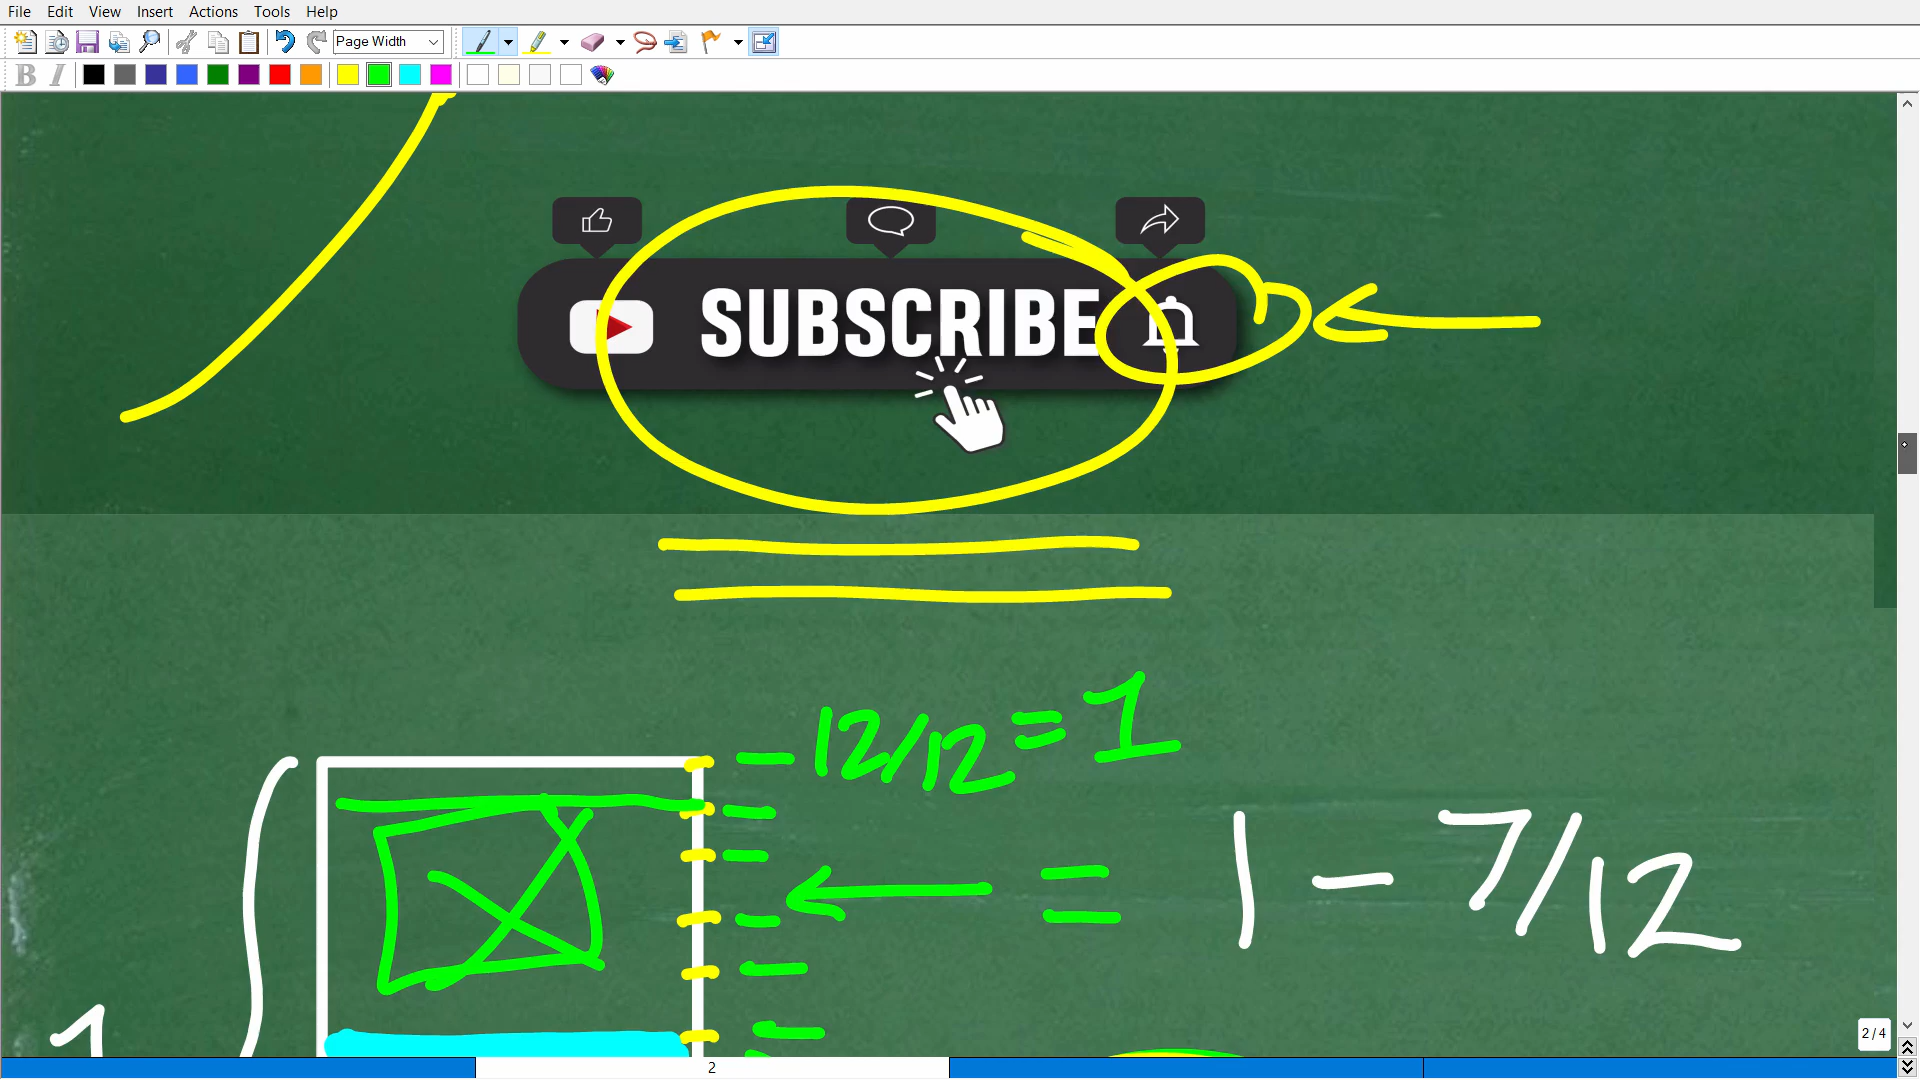 File Edit View Insert Actions Tools Help
Page Width
B I
SUBSCRIBE
- 12/12 = 1
= 1 - 7/12
1
2/4
2